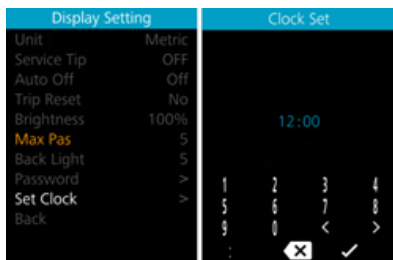 Display Setting
Unit Metric
Service Tip OFF
Auto Off Off
Trip Reset No
Brightness 100%
Max Pas 5
Back Light 5
Password >
Set Clock >
Back
Clock Set
12:00
1 2 3 4
5 6 7 8
9 0 < >
: